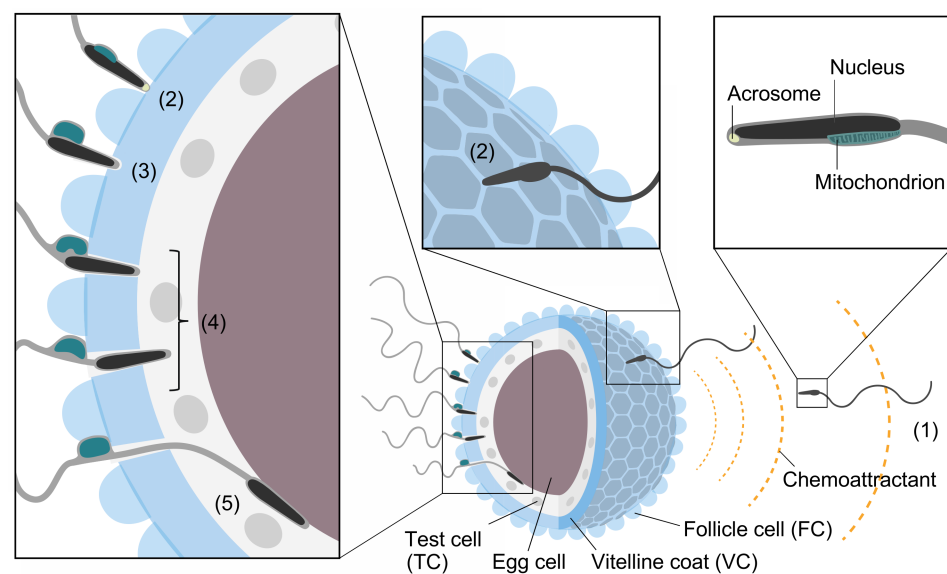 (2)
(3)
(4)
(5)
(2)
Nucleus
Acrosome
Mitochondrion
(1)
Chemoattractant
Follicle cell (FC)
Test cell
(TC)
Egg cell
Vitelline coat (VC)